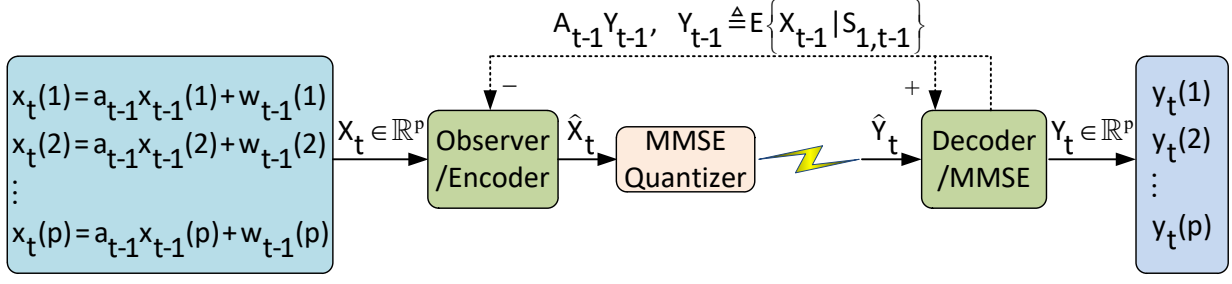 A_{t-1}Y_{t-1}, Y_{t-1} ≜ E{X_{t-1}|S_{1,t-1}}
−
+
x_t(1)=a_{t-1}x_{t-1}(1)+w_{t-1}(1)
x_t(2)=a_{t-1}x_{t-1}(2)+w_{t-1}(2)
⋮
x_t(p)=a_{t-1}x_{t-1}(p)+w_{t-1}(p)
X_t∈ℝ^p
Observer
/Encoder
X̂_t
MMSE
Quantizer
Ŷ_t
Decoder
/MMSE
Y_t∈ℝ^p
y_t(1)
y_t(2)
⋮
y_t(p)